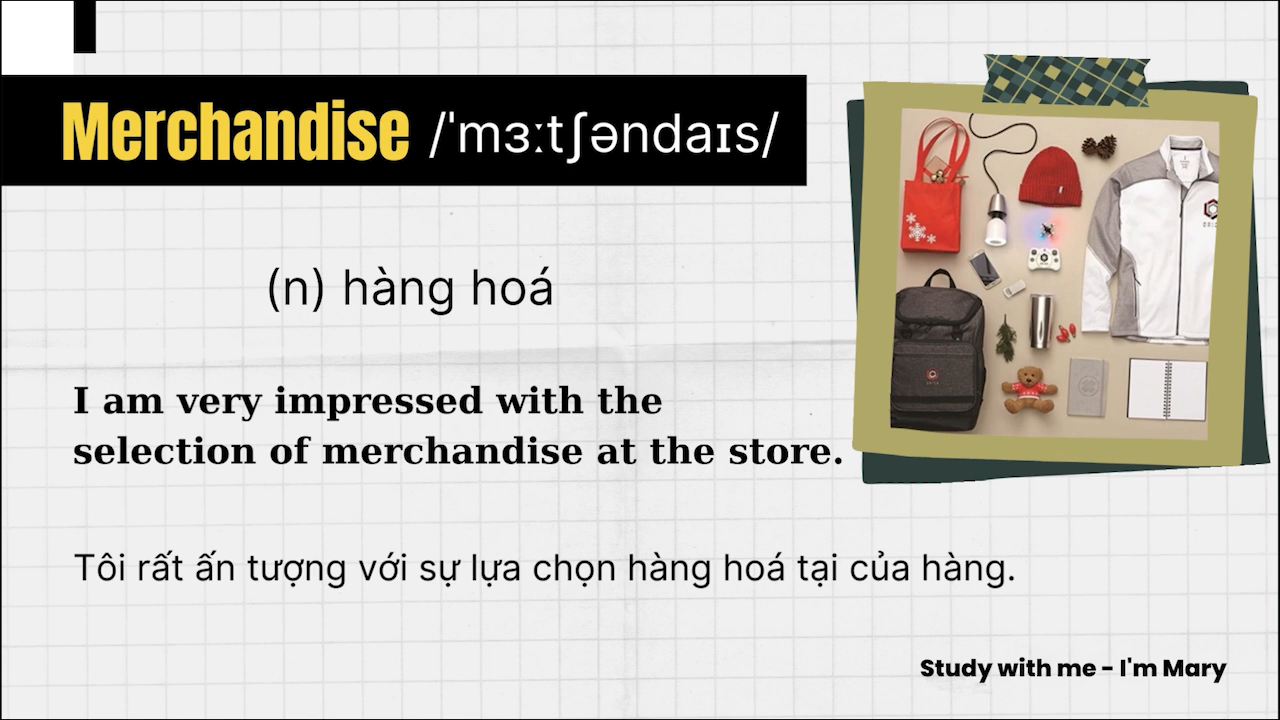 Merchandise /ˈmɜːtʃəndaɪs/
(n) hàng hoá
I am very impressed with the
selection of merchandise at the store.
Tôi rất ấn tượng với sự lựa chọn hàng hoá tại của hàng.
Study with me - I'm Mary